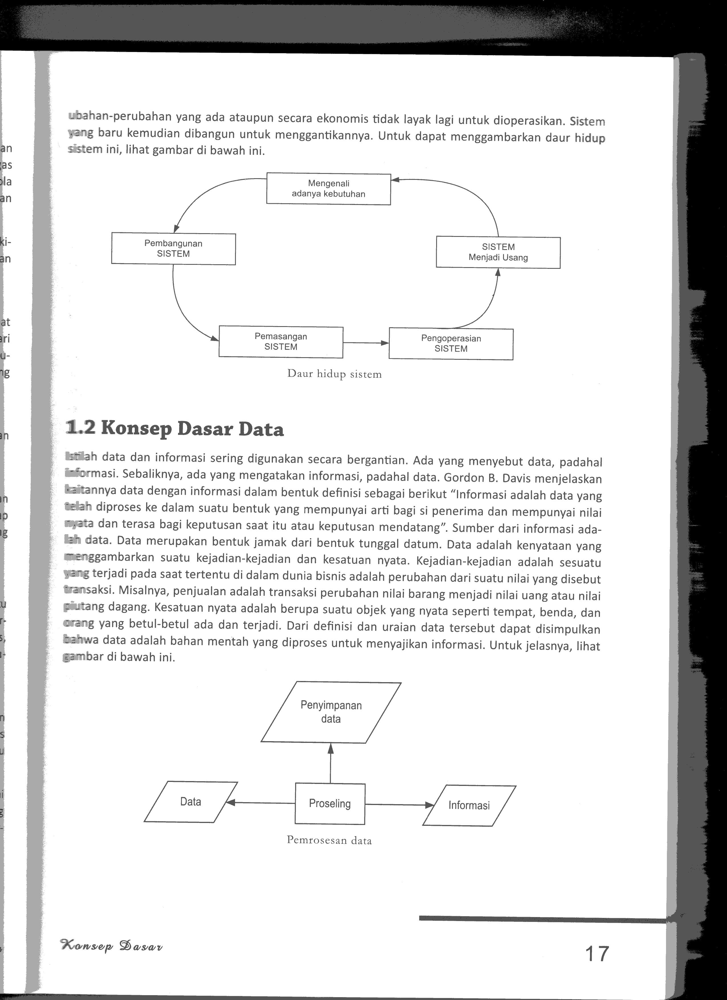 ubahan-perubahan yang ada ataupun secara ekonomis tidak layak lagi untuk dioperasikan. Sistem
yang baru kemudian dibangun untuk menggantikannya. Untuk dapat menggambarkan daur hidup
sistem ini, lihat gambar di bawah ini.
Mengenali
adanya kebutuhan
Pembangunan
SISTEM
SISTEM
Menjadi Usang
Pemasangan
SISTEM
Pengoperasian
SISTEM
Daur hidup sistem
1.2 Konsep Dasar Data
Istilah data dan informasi sering digunakan secara bergantian. Ada yang menyebut data, padahal
informasi. Sebaliknya, ada yang mengatakan informasi, padahal data. Gordon B. Davis menjelaskan
kaitannya data dengan informasi dalam bentuk definisi sebagai berikut “Informasi adalah data yang
telah diproses ke dalam suatu bentuk yang mempunyai arti bagi si penerima dan mempunyai nilai
nyata dan terasa bagi keputusan saat itu atau keputusan mendatang”. Sumber dari informasi ada-
lah data. Data merupakan bentuk jamak dari bentuk tunggal datum. Data adalah kenyataan yang
menggambarkan suatu kejadian-kejadian dan kesatuan nyata. Kejadian-kejadian adalah sesuatu
yang terjadi pada saat tertentu di dalam dunia bisnis adalah perubahan dari suatu nilai yang disebut
transaksi. Misalnya, penjualan adalah transaksi perubahan nilai barang menjadi nilai uang atau nilai
piutang dagang. Kesatuan nyata adalah berupa suatu objek yang nyata seperti tempat, benda, dan
orang yang betul-betul ada dan terjadi. Dari definisi dan uraian data tersebut dapat disimpulkan
bahwa data adalah bahan mentah yang diproses untuk menyajikan informasi. Untuk jelasnya, lihat
gambar di bawah ini.
Penyimpanan
data
Data
Proseling
Informasi
Pemrosesan data
Konsep Dasar
17